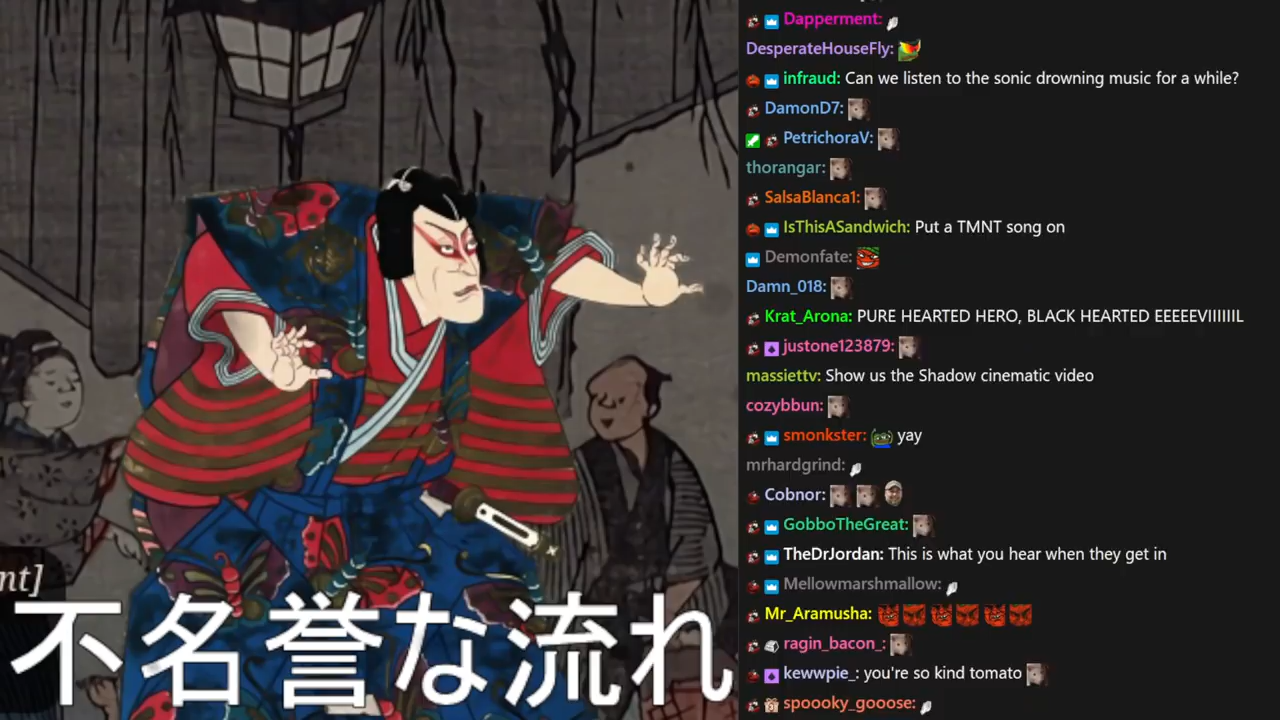 Dapperment:
DesperateHouseFly:
infraud: Can we listen to the sonic drowning music for a while?
DamonD7:
PetrichoraV:
thorangar:
SalsaBlanca1:
IsThisASandwich: Put a TMNT song on
Demonfate:
Damn_018:
Krat_Arona: PURE HEARTED HERO, BLACK HEARTED EEEEEVIIIIIIL
justone123879:
massiettv: Show us the Shadow cinematic video
cozybbun:
smonkster: yay
mrhardgrind:
Cobnor:
GobboTheGreat:
TheDrJordan: This is what you hear when they get in
Mellowmarshmallow:
Mr_Aramusha:
ragin_bacon_:
kewwpie_: you're so kind tomato
spoooky_gooose:
nt]
不名誉な流れ